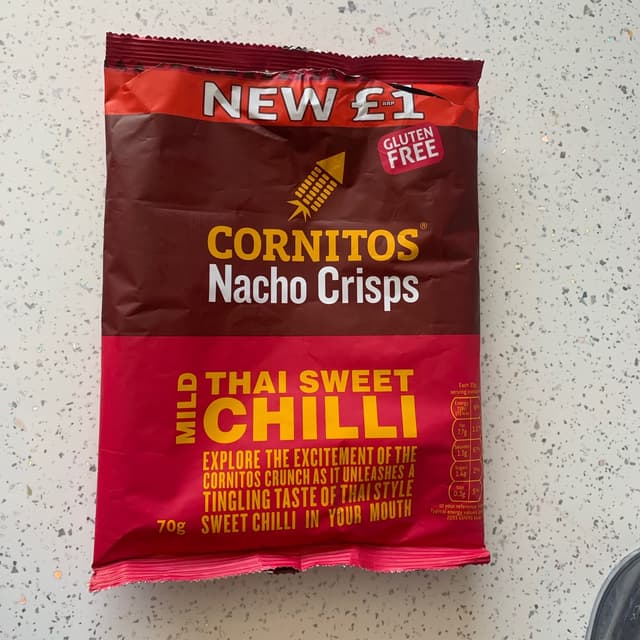 NEW £1
RRP
GLUTEN
FREE
CORNITOS®
Nacho Crisps
MILD
THAI SWEET
CHILLI
EXPLORE THE EXCITEMENT OF THE
CORNITOS CRUNCH AS IT UNLEASHES A
TINGLING TASTE OF THAI STYLE
SWEET CHILLI IN YOUR MOUTH
70g